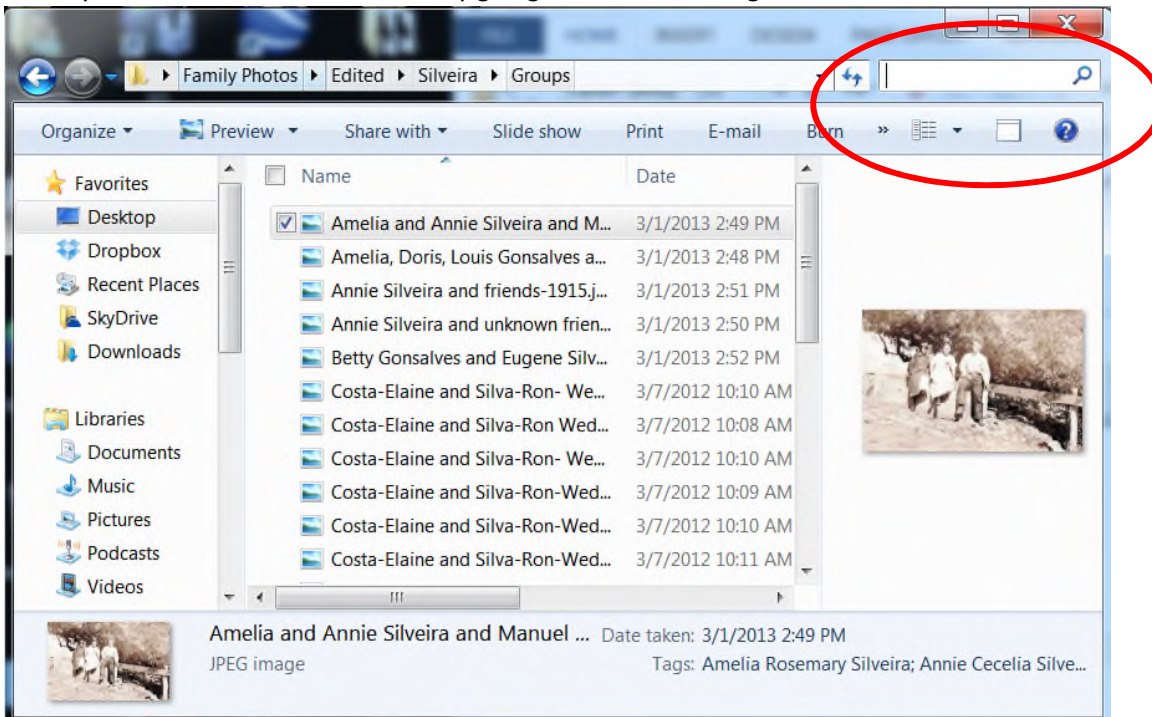 Family Photos ▸ Edited ▸ Silveira ▸ Groups
Organize Preview Share with Slide show Print E-mail Burn »
Favorites
Desktop
Dropbox
Recent Places
SkyDrive
Downloads
Libraries
Documents
Music
Pictures
Podcasts
Videos
Name Date
Amelia and Annie Silveira and M... 3/1/2013 2:49 PM
Amelia, Doris, Louis Gonsalves a... 3/1/2013 2:48 PM
Annie Silveira and friends-1915.j... 3/1/2013 2:51 PM
Annie Silveira and unknown frien... 3/1/2013 2:50 PM
Betty Gonsalves and Eugene Silv... 3/1/2013 2:52 PM
Costa-Elaine and Silva-Ron- We... 3/7/2012 10:10 AM
Costa-Elaine and Silva-Ron Wed... 3/7/2012 10:08 AM
Costa-Elaine and Silva-Ron- We... 3/7/2012 10:10 AM
Costa-Elaine and Silva-Ron-Wed... 3/7/2012 10:09 AM
Costa-Elaine and Silva-Ron-Wed... 3/7/2012 10:10 AM
Costa-Elaine and Silva-Ron-Wed... 3/7/2012 10:11 AM
Amelia and Annie Silveira and Manuel ... Date taken: 3/1/2013 2:49 PM
JPEG image Tags: Amelia Rosemary Silveira; Annie Cecelia Silve...